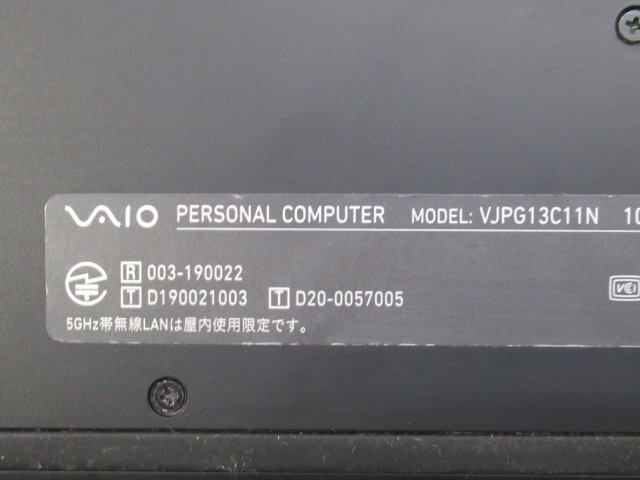 VAIO PERSONAL COMPUTER MODEL: VJPG13C11N 10
R 003-190022
T D190021003 T D20-0057005
VCI
5GHz帯無線LANは屋内使用限定です。